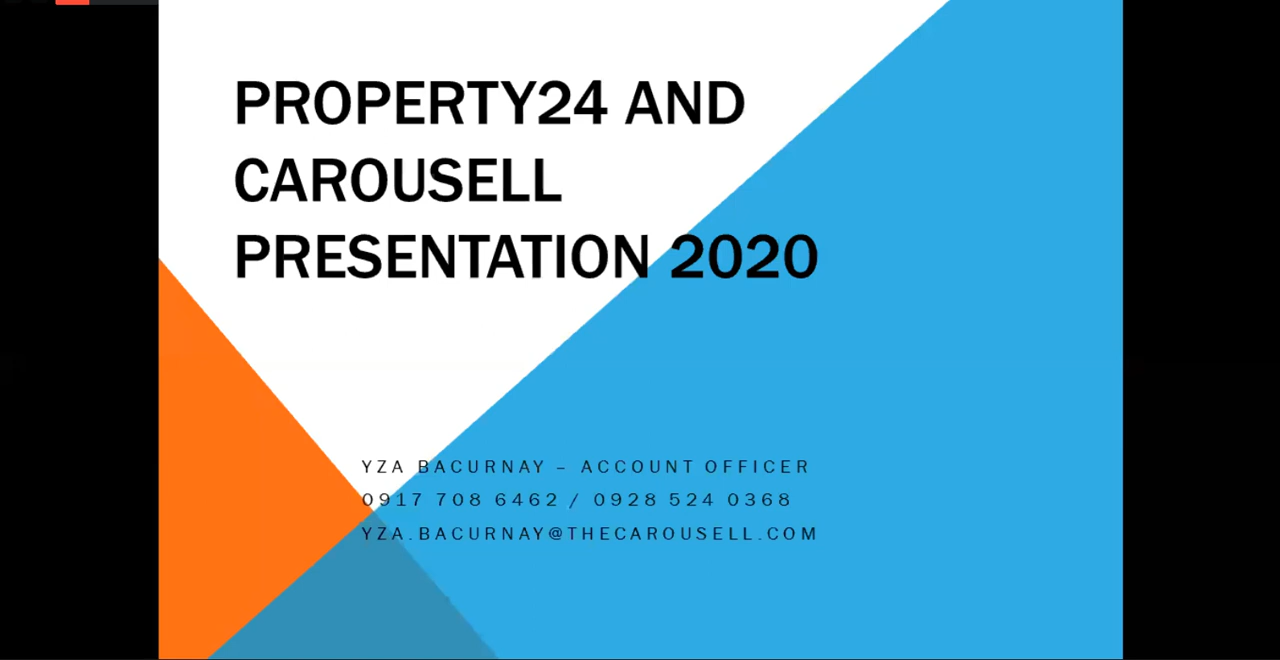 PROPERTY24 AND
CAROUSELL
PRESENTATION 2020
YZA BACURNAY – ACCOUNT OFFICER
0917 708 6462 / 0928 524 0368
YZA.BACURNAY@THECAROUSELL.COM